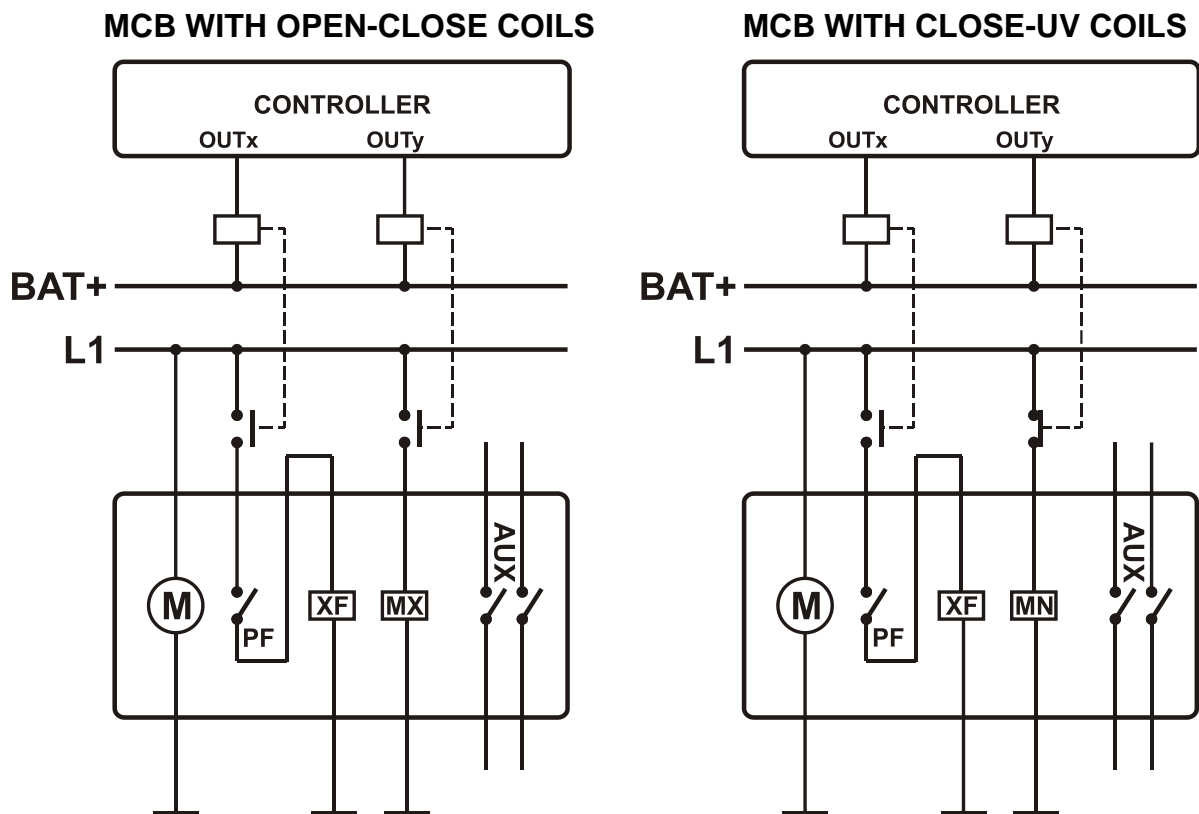 MCB WITH OPEN-CLOSE COILS
CONTROLLER
OUTx OUTy
BAT+
L1
AUX
M
PF
XF
MX
MCB WITH CLOSE-UV COILS
CONTROLLER
OUTx OUTy
BAT+
L1
AUX
M
PF
XF
MN